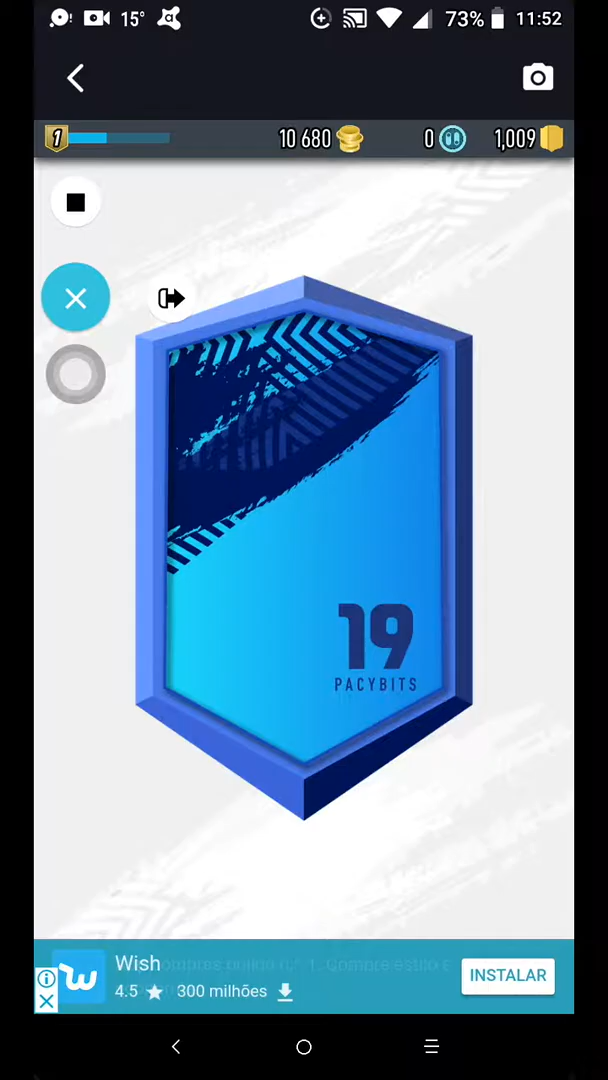 15° 73% 11:52
1 10 680 0 1,009
19
PACYBITS
Wish
4.5 ★ 300 milhões
INSTALAR